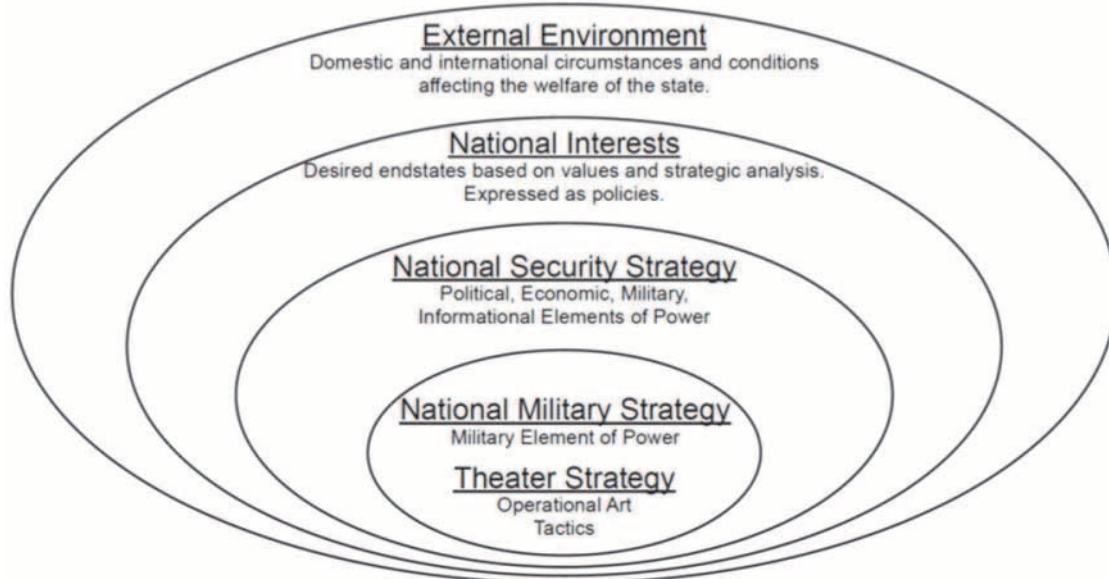 External Environment
Domestic and international circumstances and conditions
affecting the welfare of the state.
National Interests
Desired endstates based on values and strategic analysis.
Expressed as policies.
National Security Strategy
Political, Economic, Military,
Informational Elements of Power
National Military Strategy
Military Element of Power
Theater Strategy
Operational Art
Tactics